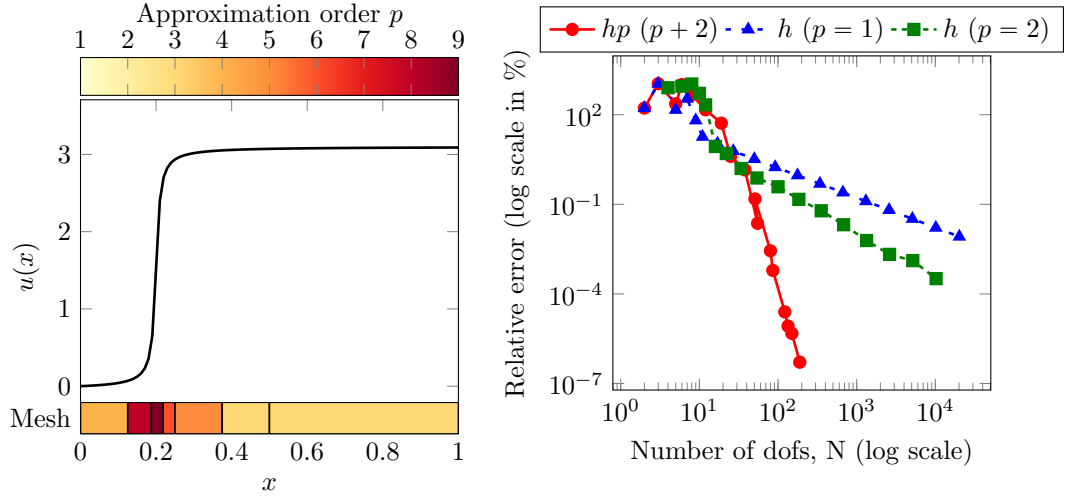 Approximation order p
1 2 3 4 5 6 7 8 9
3
2
1
0
u(x)
Mesh
0 0.2 0.4 0.6 0.8 1
x
hp (p + 2) h (p = 1) h (p = 2)
10^2
10^−1
10^−4
10^−7
Relative error (log scale in %)
10^0 10^1 10^2 10^3 10^4
Number of dofs, N (log scale)